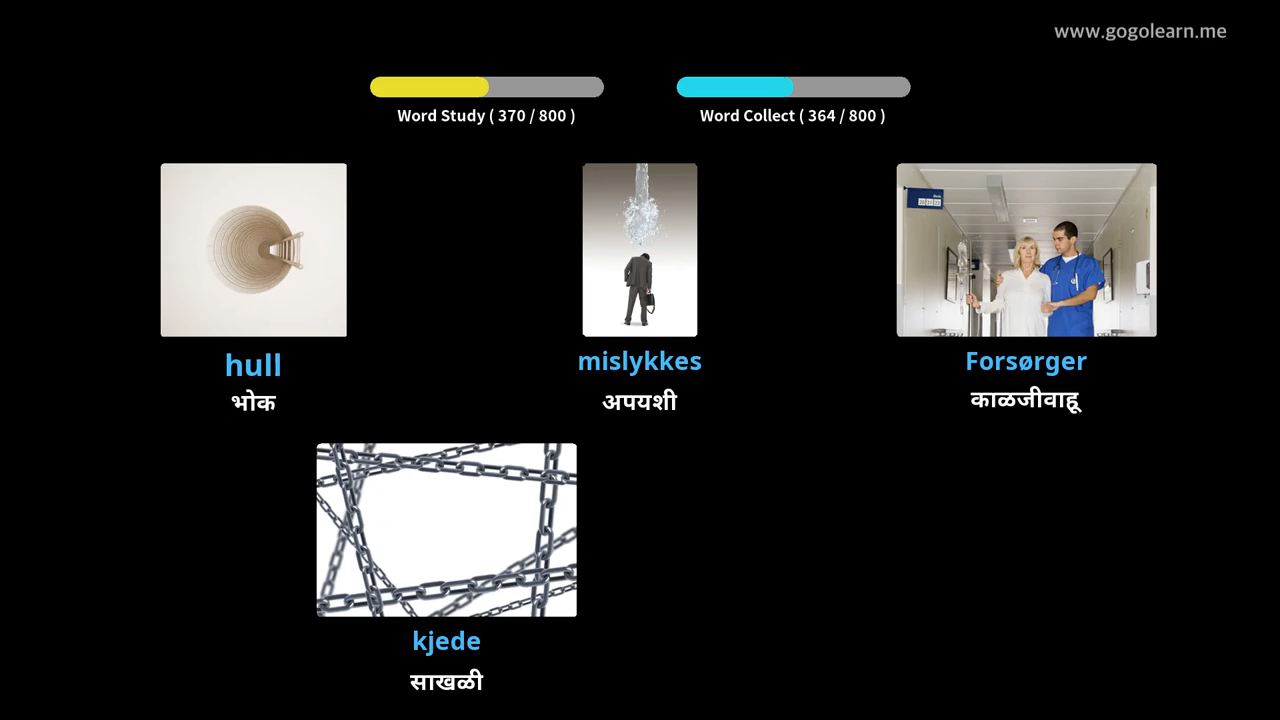 www.gogolearn.me
Word Study ( 370 / 800 )
Word Collect ( 364 / 800 )
hull
भोक
mislykkes
अपयशी
Forsørger
काळजीवाहू
kjede
साखळी